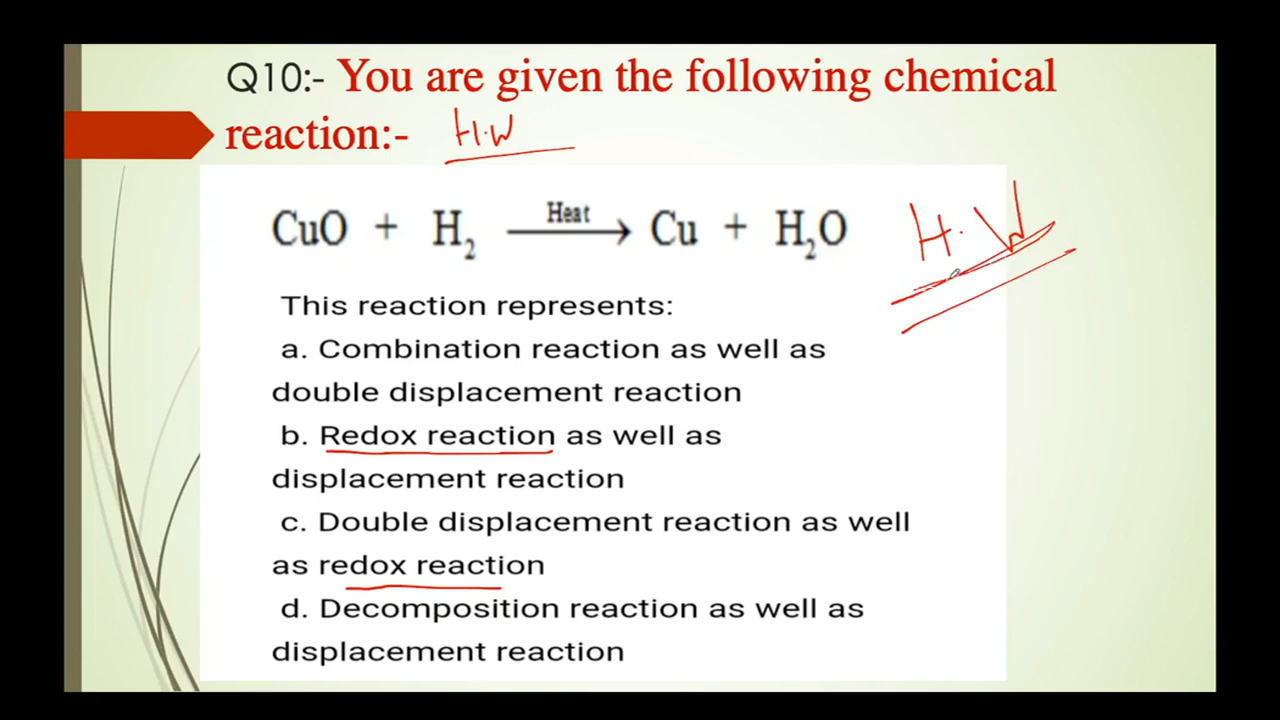 Q10:- You are given the following chemical
reaction:- H.W
CuO + H₂ Heat → Cu + H₂O
H.W
This reaction represents:
a. Combination reaction as well as
double displacement reaction
b. Redox reaction as well as
displacement reaction
c. Double displacement reaction as well
as redox reaction
d. Decomposition reaction as well as
displacement reaction